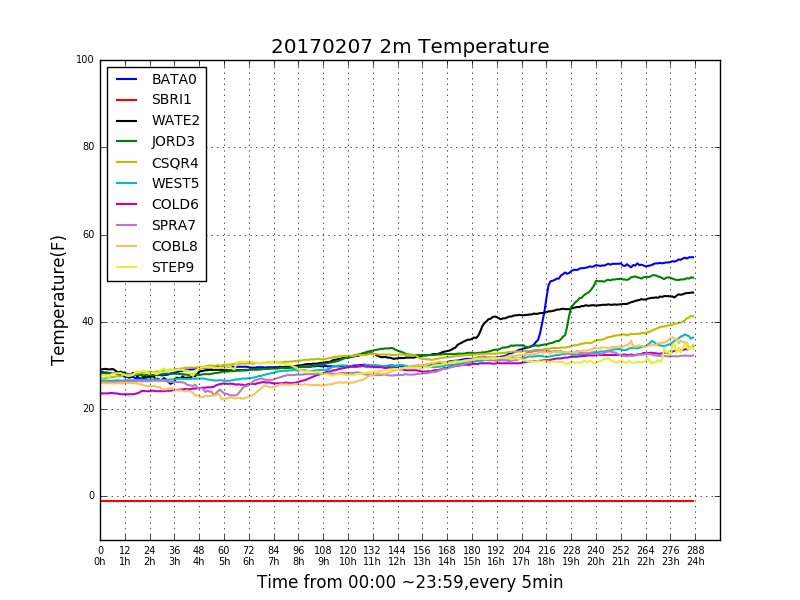 20170207 2m Temperature
100
80
60
40
20
0
Temperature(F)
BATA0
SBRI1
WATE2
JORD3
CSQR4
WEST5
COLD6
SPRA7
COBL8
STEP9
0 12 24 36 48 60 72 84 96 108 120 132 144 156 168 180 192 204 216 228 240 252 264 276 288
0h 1h 2h 3h 4h 5h 6h 7h 8h 9h 10h 11h 12h 13h 14h 15h 16h 17h 18h 19h 20h 21h 22h 23h 24h
Time from 00:00 ~23:59,every 5min